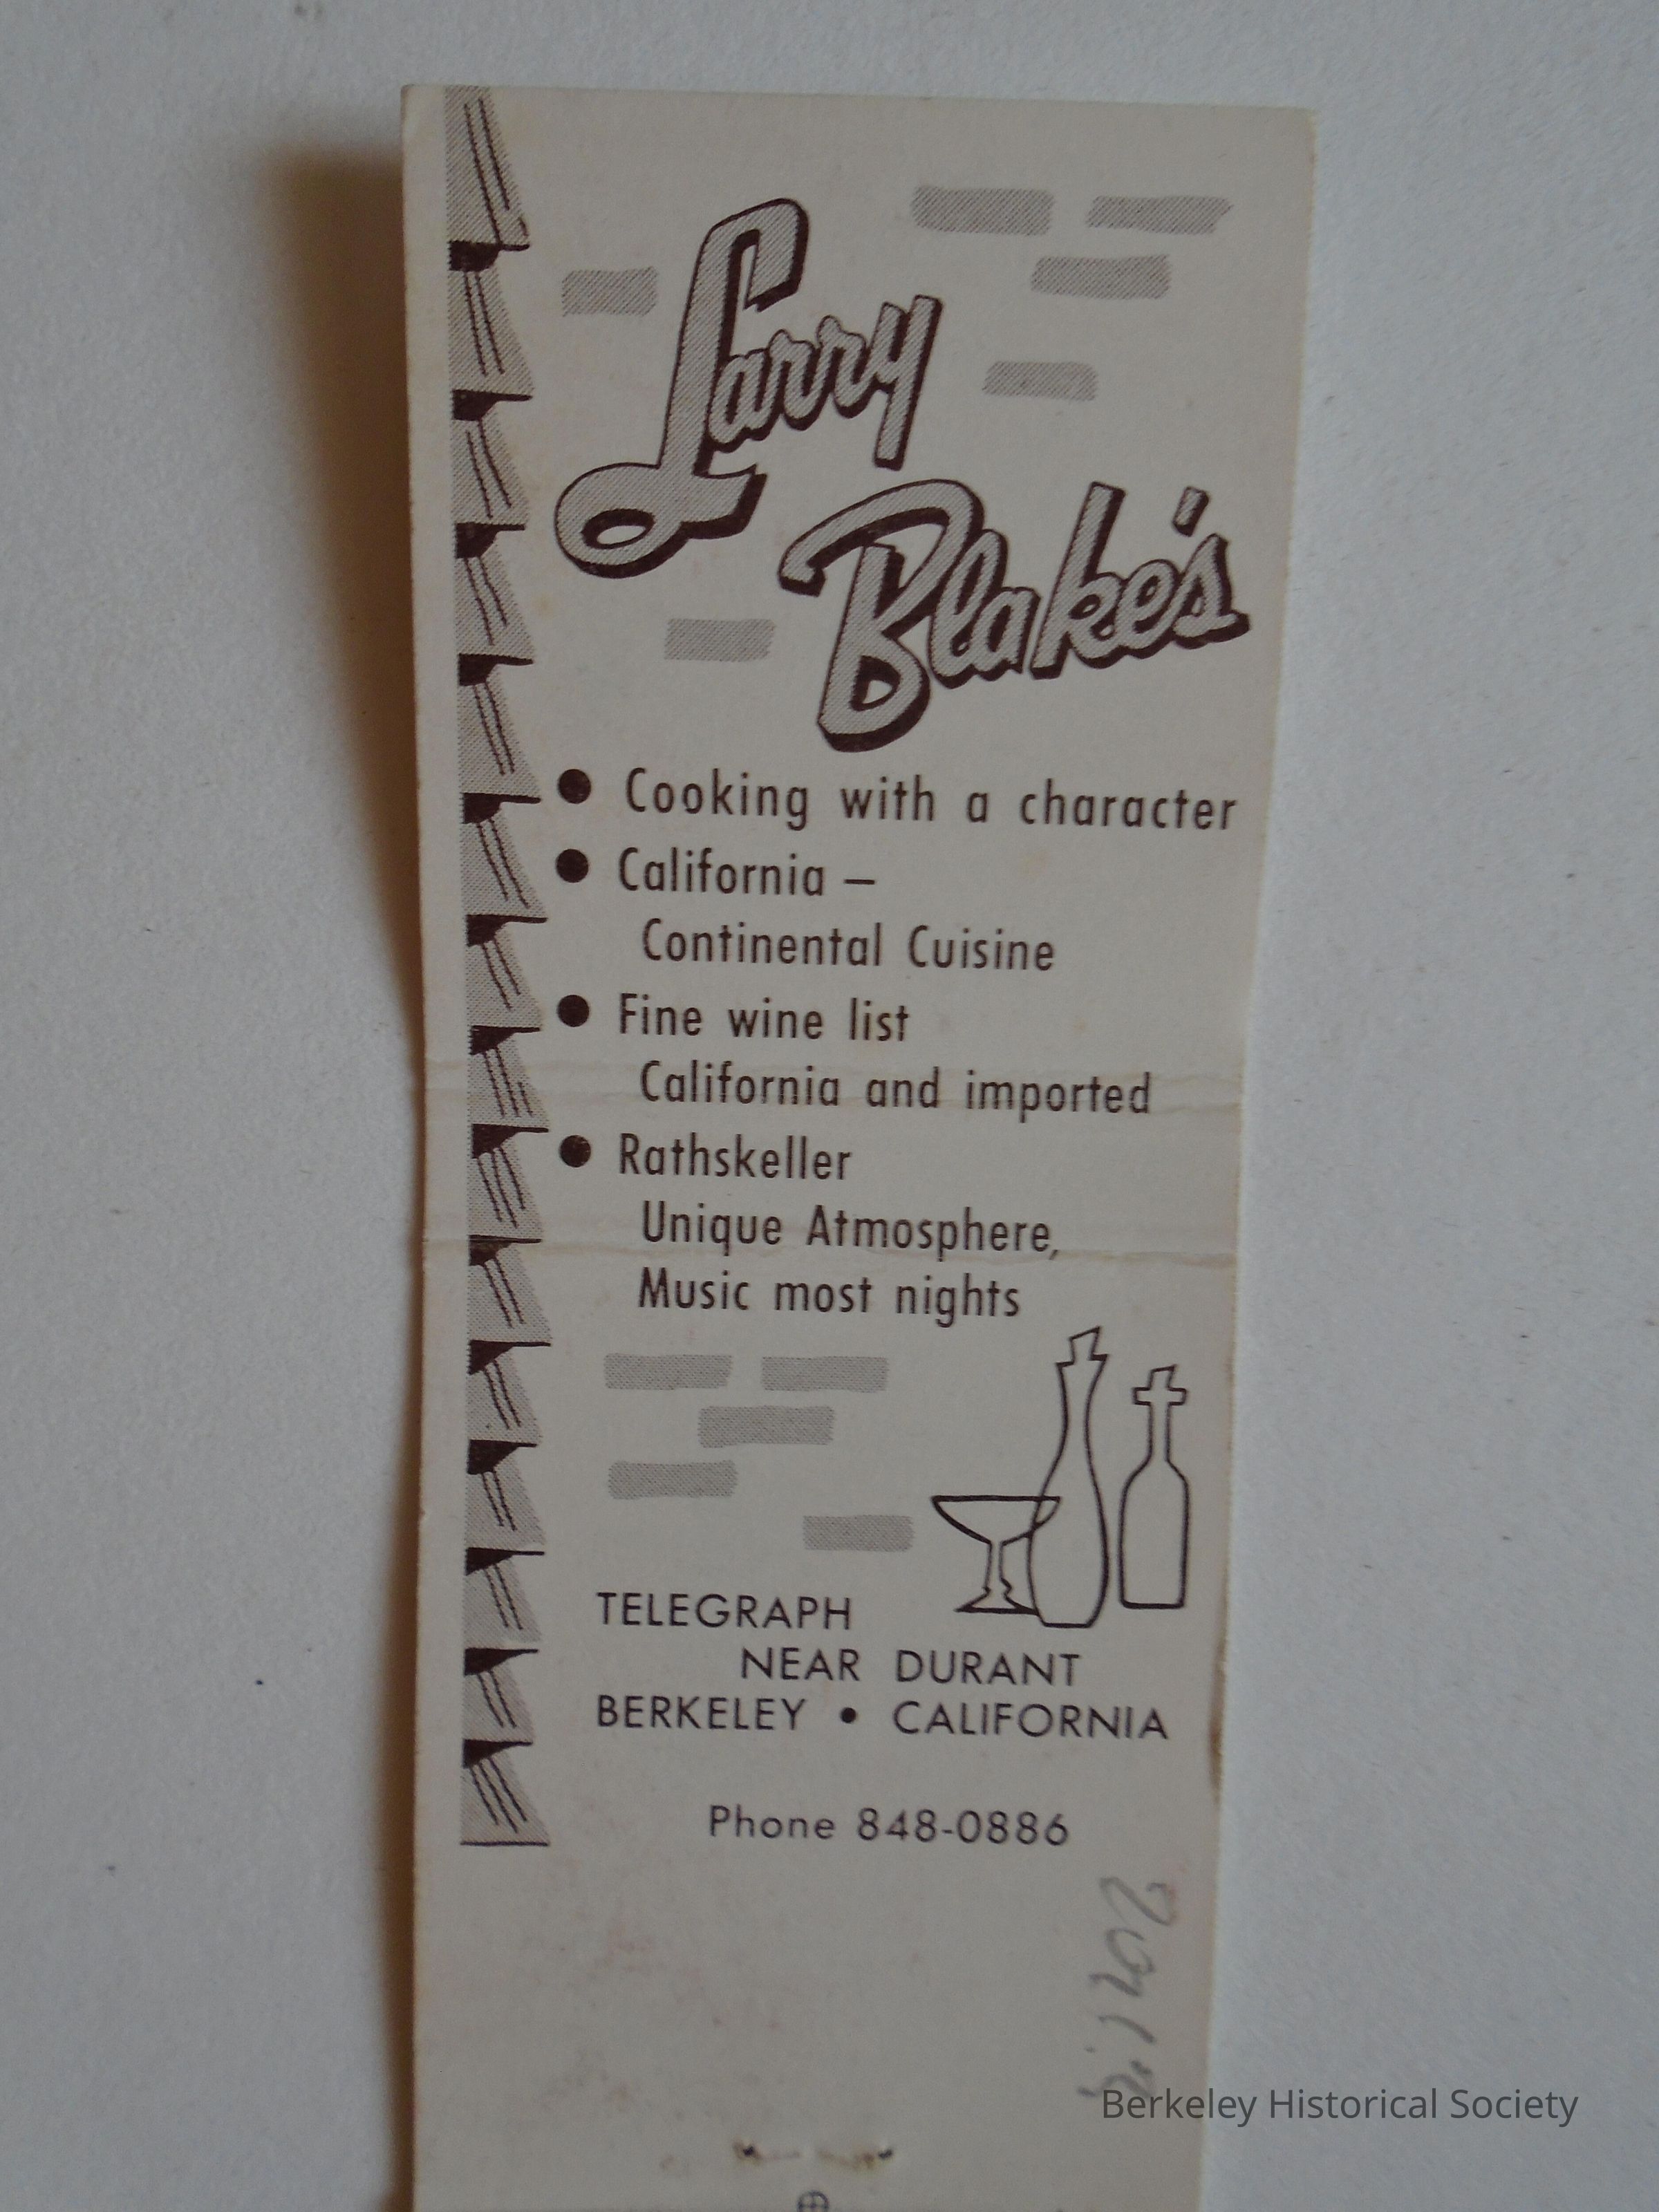 Larry
Blake's
• Cooking with a character
• California –
Continental Cuisine
• Fine wine list
California and imported
• Rathskeller
Unique Atmosphere,
Music most nights
TELEGRAPH
NEAR DURANT
BERKELEY • CALIFORNIA
Phone 848-0886
Berkeley Historical Society